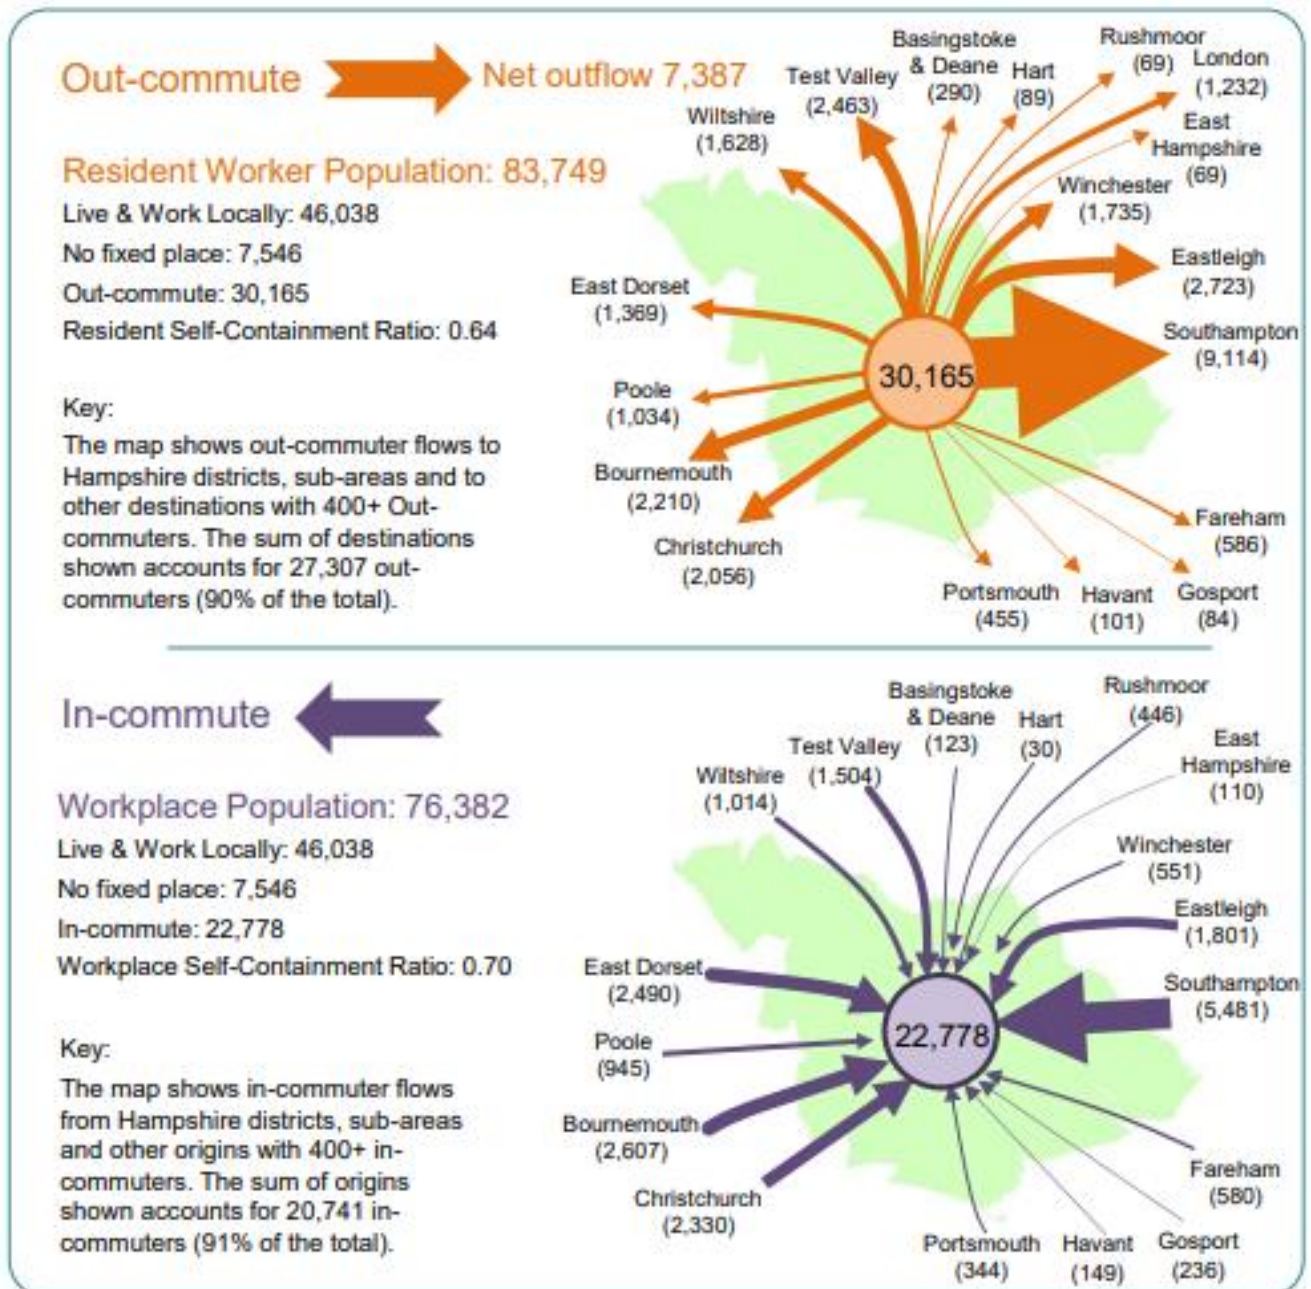 Out-commute
Net outflow 7,387
Resident Worker Population: 83,749
Live & Work Locally: 46,038
No fixed place: 7,546
Out-commute: 30,165
Resident Self-Containment Ratio: 0.64
Key:
The map shows out-commuter flows to
Hampshire districts, sub-areas and to
other destinations with 400+ Out-
commuters. The sum of destinations
shown accounts for 27,307 out-
commuters (90% of the total).
Wiltshire
(1,628)
Test Valley
(2,463)
Basingstoke
& Deane
(290)
Hart
(89)
Rushmoor
(69)
London
(1,232)
East
Hampshire
(69)
Winchester
(1,735)
Eastleigh
(2,723)
Southampton
(9,114)
East Dorset
(1,369)
Poole
(1,034)
Bournemouth
(2,210)
Christchurch
(2,056)
30,165
Fareham
(586)
Portsmouth
(455)
Havant
(101)
Gosport
(84)
In-commute
Workplace Population: 76,382
Live & Work Locally: 46,038
No fixed place: 7,546
In-commute: 22,778
Workplace Self-Containment Ratio: 0.70
Key:
The map shows in-commuter flows
from Hampshire districts, sub-areas
and other origins with 400+ in-
commuters. The sum of origins
shown accounts for 20,741 in-
commuters (91% of the total).
Wiltshire
(1,014)
Test Valley
(1,504)
Basingstoke
& Deane
(123)
Hart
(30)
Rushmoor
(446)
East
Hampshire
(110)
Winchester
(551)
Eastleigh
(1,801)
Southampton
(5,481)
East Dorset
(2,490)
Poole
(945)
Bournemouth
(2,607)
Christchurch
(2,330)
22,778
Fareham
(580)
Portsmouth
(344)
Havant
(149)
Gosport
(236)